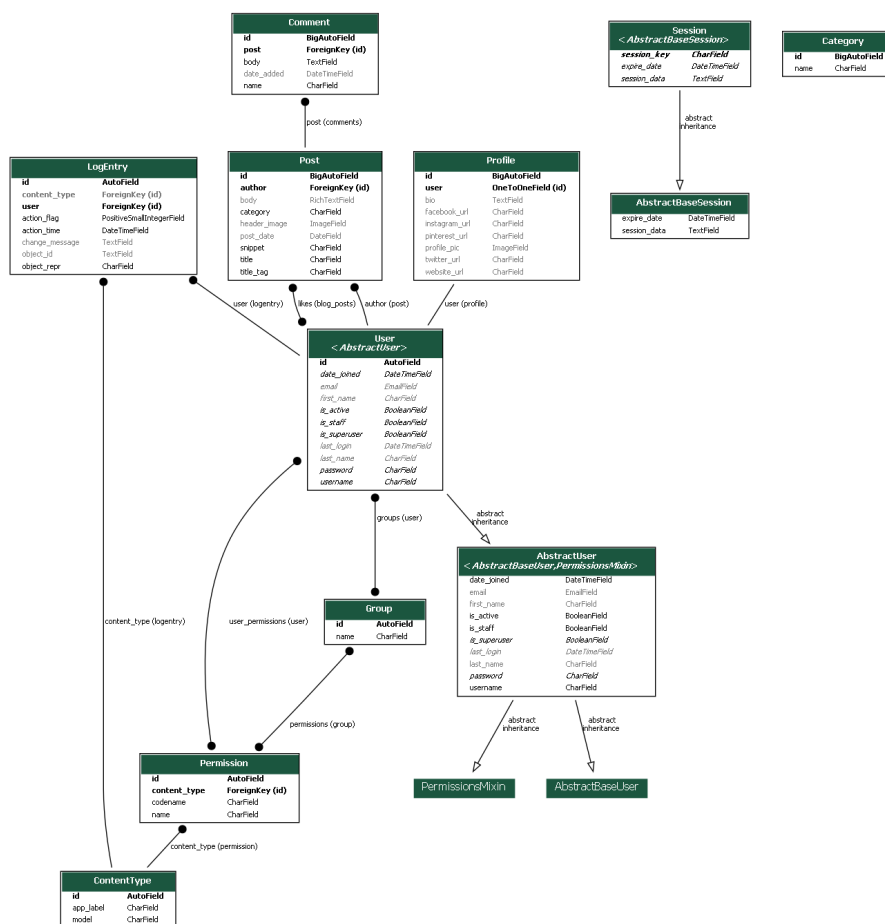 Comment
id BigAutoField
post ForeignKey (id)
body TextField
date_added DateTimeField
name CharField
post (comments)
Session
<AbstractBaseSession>
session_key CharField
expire_date DateTimeField
session_data TextField
abstract
inheritance
AbstractBaseSession
expire_date DateTimeField
session_data TextField
Category
id BigAutoField
name CharField
LogEntry
id AutoField
content_type ForeignKey (id)
user ForeignKey (id)
action_flag PositiveSmallIntegerField
action_time DateTimeField
change_message TextField
object_id TextField
object_repr CharField
Post
id BigAutoField
author ForeignKey (id)
body RichTextField
category CharField
header_image ImageField
post_date DateField
snippet CharField
title CharField
title_tag CharField
Profile
id BigAutoField
user OneToOneField (id)
bio TextField
facebook_url CharField
instagram_url CharField
pinterest_url CharField
profile_pic ImageField
twitter_url CharField
website_url CharField
user (logentry)
likes (blog_posts)
author (post)
user (profile)
User
<AbstractUser>
id AutoField
date_joined DateTimeField
email EmailField
first_name CharField
is_active BooleanField
is_staff BooleanField
is_superuser BooleanField
last_login DateTimeField
last_name CharField
password CharField
username CharField
groups (user)
abstract
inheritance
AbstractUser
<AbstractBaseUser,PermissionsMixin>
date_joined DateTimeField
email EmailField
first_name CharField
is_active BooleanField
is_staff BooleanField
is_superuser BooleanField
last_login DateTimeField
last_name CharField
password CharField
username CharField
content_type (logentry)
user_permissions (user)
Group
id AutoField
name CharField
permissions (group)
abstract
inheritance
abstract
inheritance
PermissionsMixin
AbstractBaseUser
Permission
id AutoField
content_type ForeignKey (id)
codename CharField
name CharField
content_type (permission)
ContentType
id AutoField
app_label CharField
model CharField